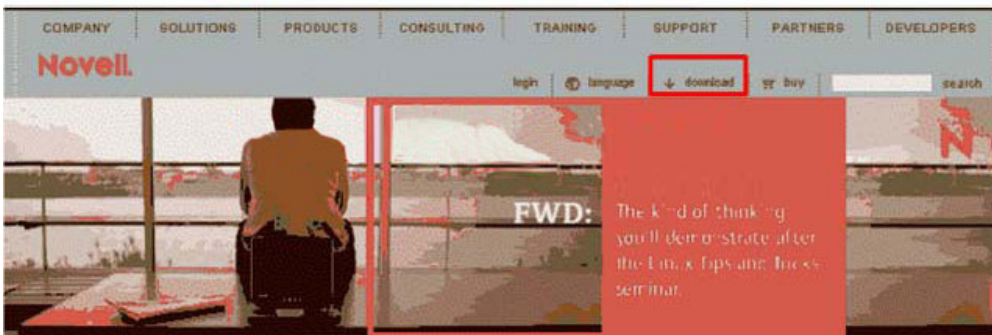 COMPANY SOLUTIONS PRODUCTS CONSULTING TRAINING SUPPORT PARTNERS DEVELOPERS
Novell.
login language download buy search
N
FWD:
The kind of thinking
you'll demonstrate after
the Linux Tips and Tricks
seminar.